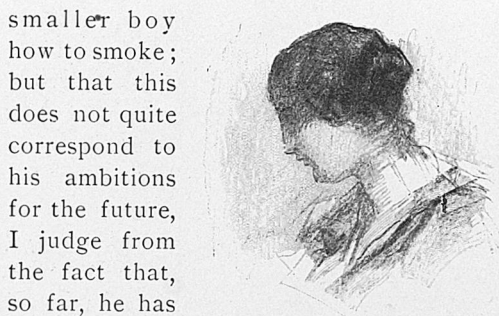 smaller boy
how to smoke;
but that this
does not quite
correspond to
his ambitions
for the future,
I judge from
the fact that,
so far, he has